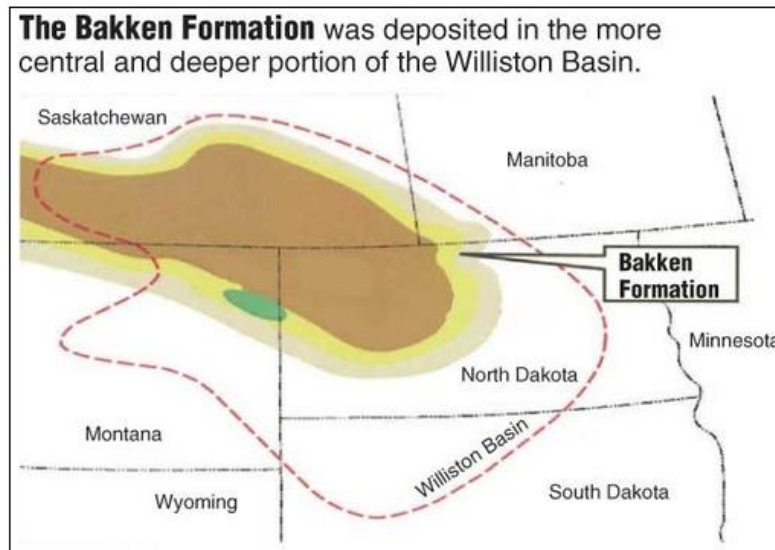 The Bakken Formation was deposited in the more
central and deeper portion of the Williston Basin.
Saskatchewan
Manitoba
Bakken
Formation
Minnesota
North Dakota
Montana
Williston Basin
Wyoming
South Dakota